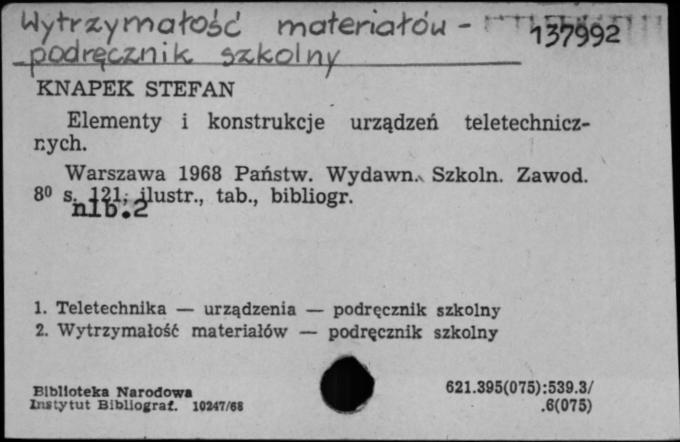 Wytrzymałość materiałów - 137992
podręcznik szkolny
KNAPEK STEFAN
Elementy i konstrukcje urządzeń teletechnicz-
nych.
Warszawa 1968 Państw. Wydawn. Szkoln. Zawod.
8⁰ s. 121, ilustr., tab., bibliogr.
nlb.2
1. Teletechnika — urządzenia — podręcznik szkolny
2. Wytrzymałość materiałów — podręcznik szkolny
Biblioteka Narodowa
Instytut Bibliograf. 10247/68
621.395(075):539.3/
.6(075)